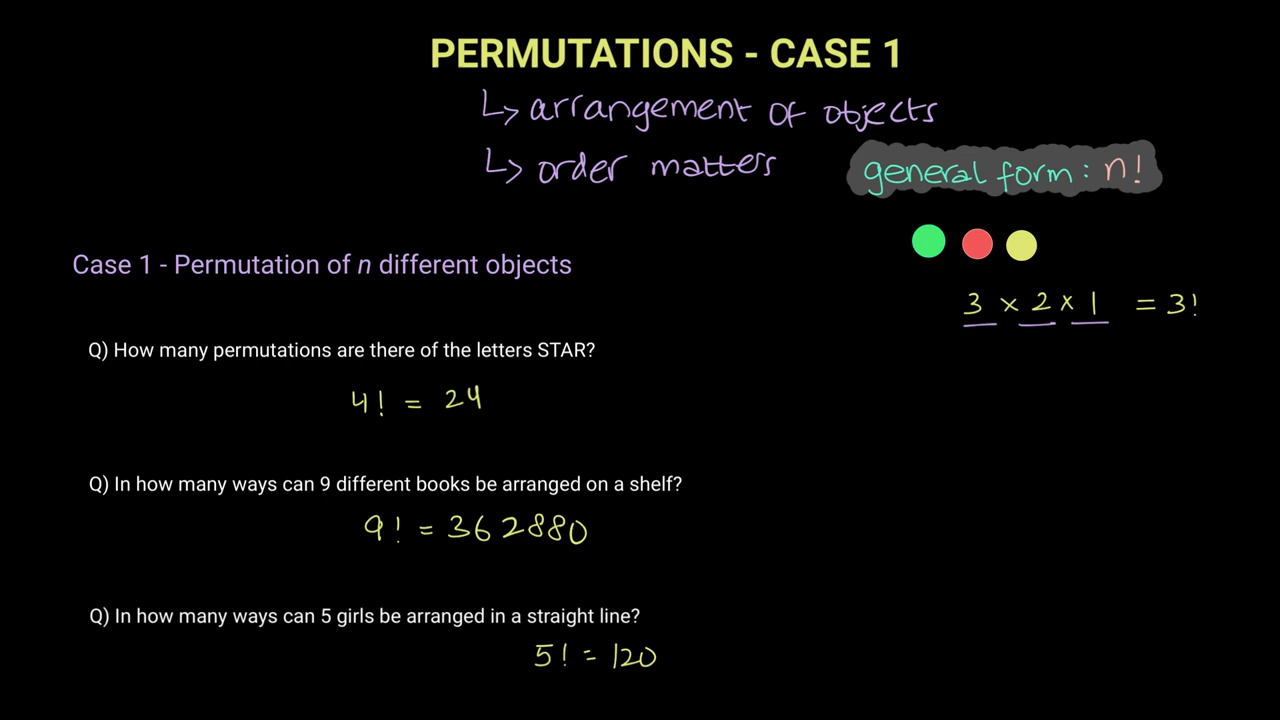 PERMUTATIONS - CASE 1
↳ arrangement of objects
↳ order matters
general form: n!
Case 1 - Permutation of n different objects
3 × 2 × 1 = 3!
Q) How many permutations are there of the letters STAR?
4! = 24
Q) In how many ways can 9 different books be arranged on a shelf?
9! = 362880
Q) In how many ways can 5 girls be arranged in a straight line?
5! = 120